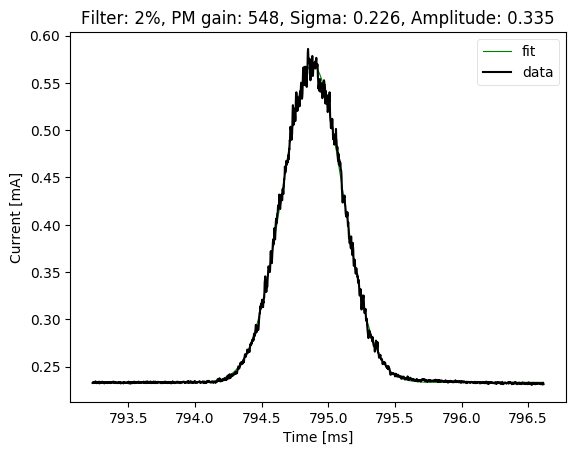 Filter: 2%, PM gain: 548, Sigma: 0.226, Amplitude: 0.335
fit
data
0.60
0.55
0.50
0.45
0.40
0.35
0.30
0.25
Current [mA]
793.5 794.0 794.5 795.0 795.5 796.0 796.5
Time [ms]